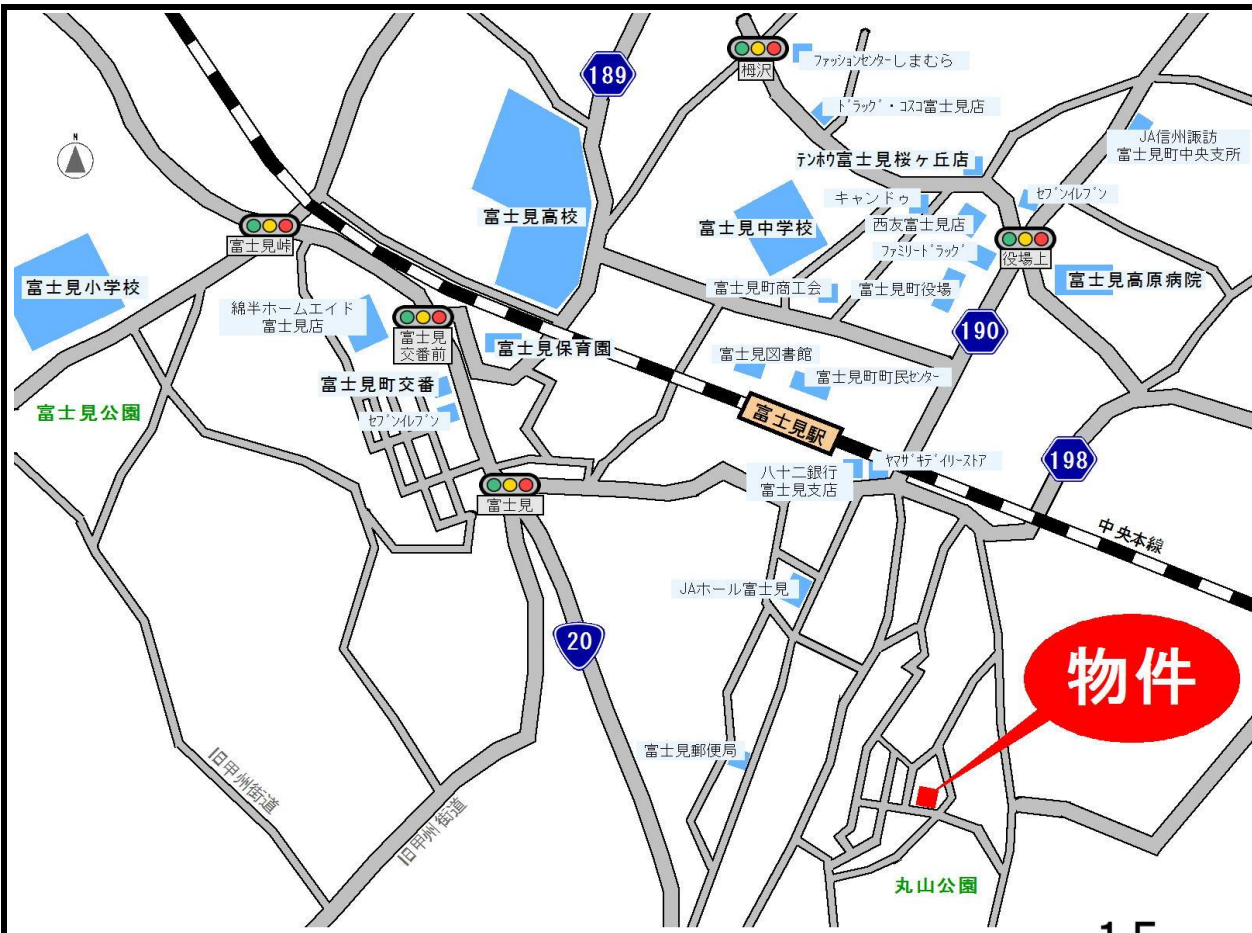 189
栂沢
ファッションセンターしまむら
ドラッグ・コスコ富士見店
JA信州諏訪
富士見町中央支所
N
テンホウ富士見桜ヶ丘店
キャンドゥ
セブンイレブン
富士見高校
富士見中学校
西友富士見店
ファミリードラッグ
役場上
富士見峠
富士見小学校
富士見町商工会
富士見町役場
富士見高原病院
綿半ホームエイド
富士見店
富士見
交番前
富士見保育園
190
富士見図書館
富士見町町民センター
富士見町交番
セブンイレブン
富士見公園
富士見駅
八十二銀行
富士見支店
ヤマザキデイリーストア
198
富士見
中央本線
JAホール富士見
20
物件
富士見郵便局
旧甲州街道
旧甲州街道
丸山公園